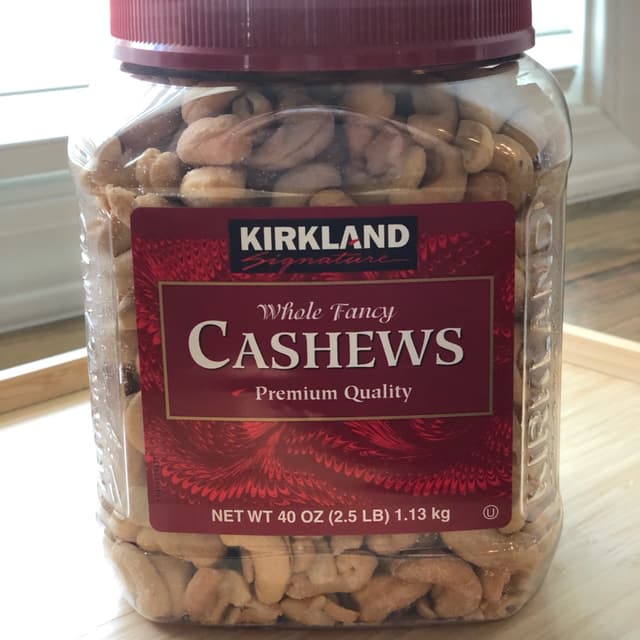 KIRKLAND
Signature
Whole Fancy
CASHEWS
Premium Quality
NET WT 40 OZ (2.5 LB) 1.13 kg
U
KIRKLAND